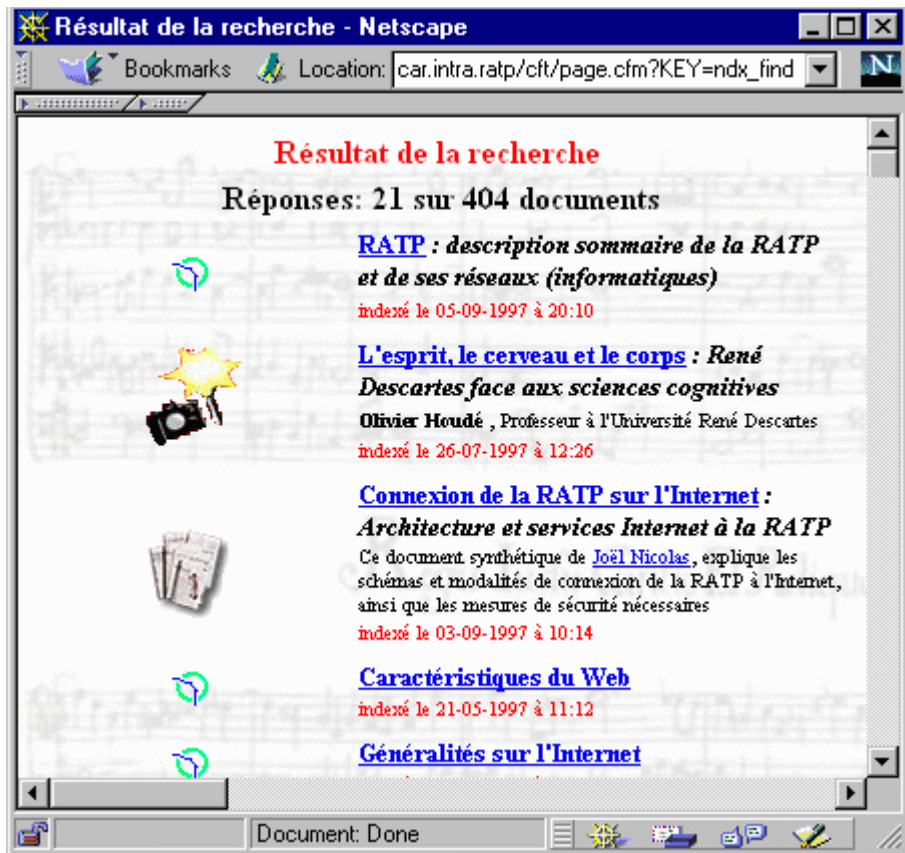 Résultat de la recherche - Netscape
Bookmarks Location: car.intra.ratp/cft/page.cfm?KEY=ndx_find N
Résultat de la recherche
Réponses: 21 sur 404 documents
RATP : description sommaire de la RATP
et de ses réseaux (informatiques)
indexé le 05-09-1997 à 20:10
L'esprit, le cerveau et le corps : René
Descartes face aux sciences cognitives
Olivier Houdé , Professeur à l'Université René Descartes
indexé le 26-07-1997 à 12:26
Connexion de la RATP sur l'Internet :
Architecture et services Internet à la RATP
Ce document synthétique de Joël Nicolas, explique les
schémas et modalités de connexion de la RATP à l'Internet,
ainsi que les mesures de sécurité nécessaires
indexé le 03-09-1997 à 10:14
Caractéristiques du Web
indexé le 21-05-1997 à 11:12
Généralités sur l'Internet
Document: Done